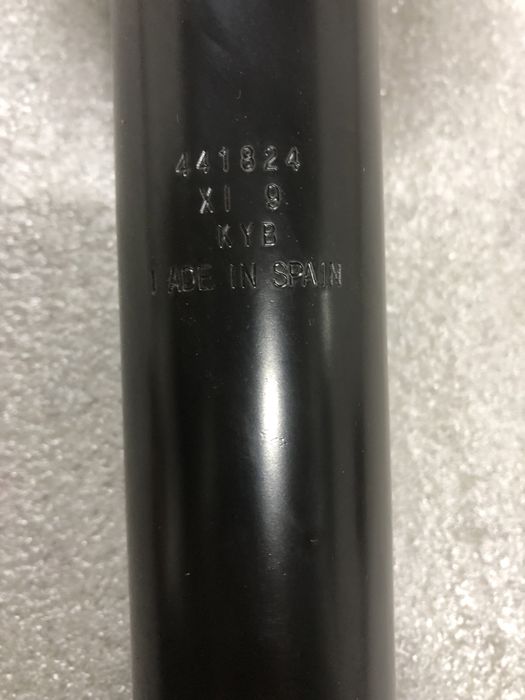 441824
XI 9
KYB
MADE IN SPAIN